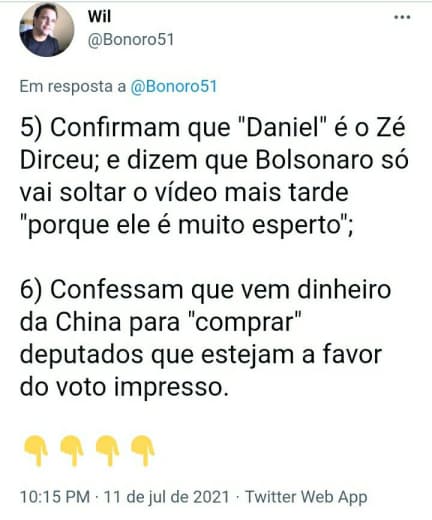 Wil
@Bonoro51
Em resposta a @Bonoro51
5) Confirmam que "Daniel" é o Zé
Dirceu; e dizem que Bolsonaro só
vai soltar o vídeo mais tarde
"porque ele é muito esperto";
6) Confessam que vem dinheiro
da China para "comprar"
deputados que estejam a favor
do voto impresso.
👇👇👇👇
10:15 PM · 11 de jul de 2021 · Twitter Web App